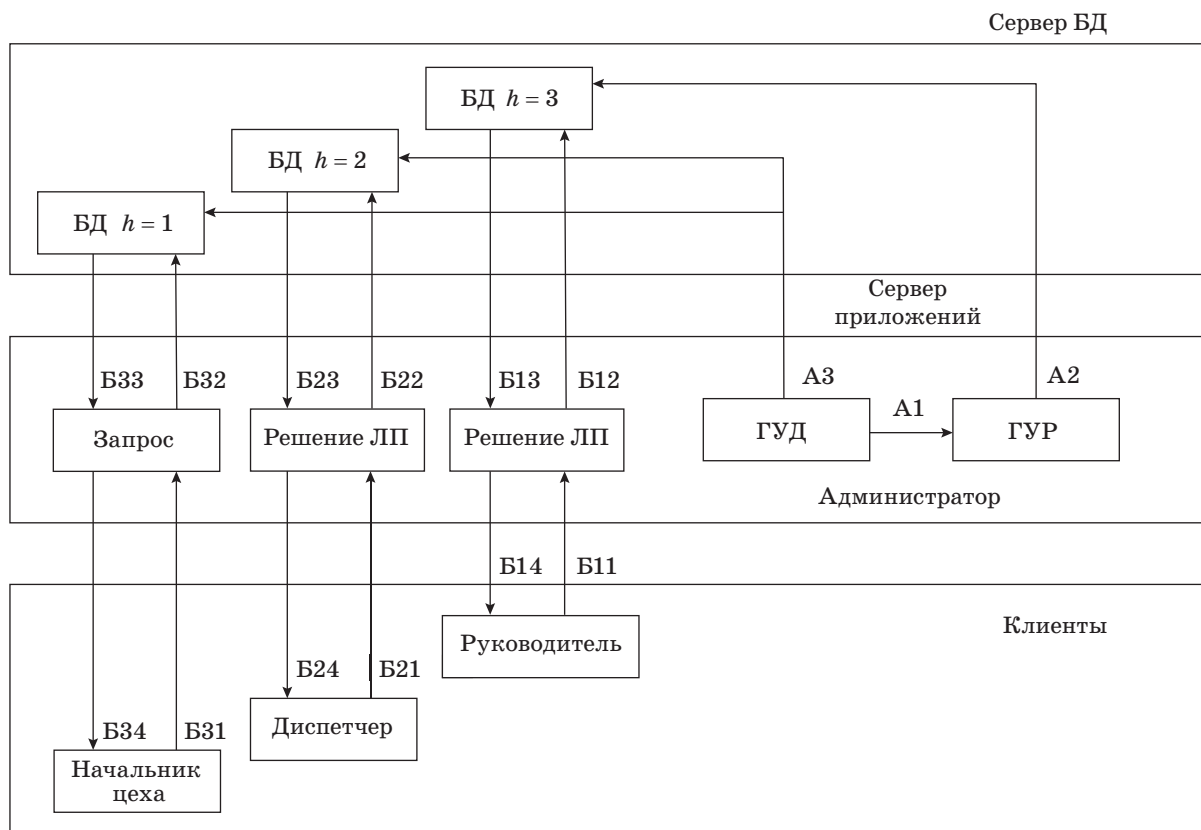 Сервер БД
БД h = 3
БД h = 2
БД h = 1
Сервер
приложений
Б33
Б32
Б23
Б22
Б13
Б12
А3
А2
А1
Запрос
Решение ЛП
Решение ЛП
ГУД
ГУР
Администратор
Б14
Б11
Клиенты
Руководитель
Б24
Б21
Диспетчер
Б34
Б31
Начальник
цеха